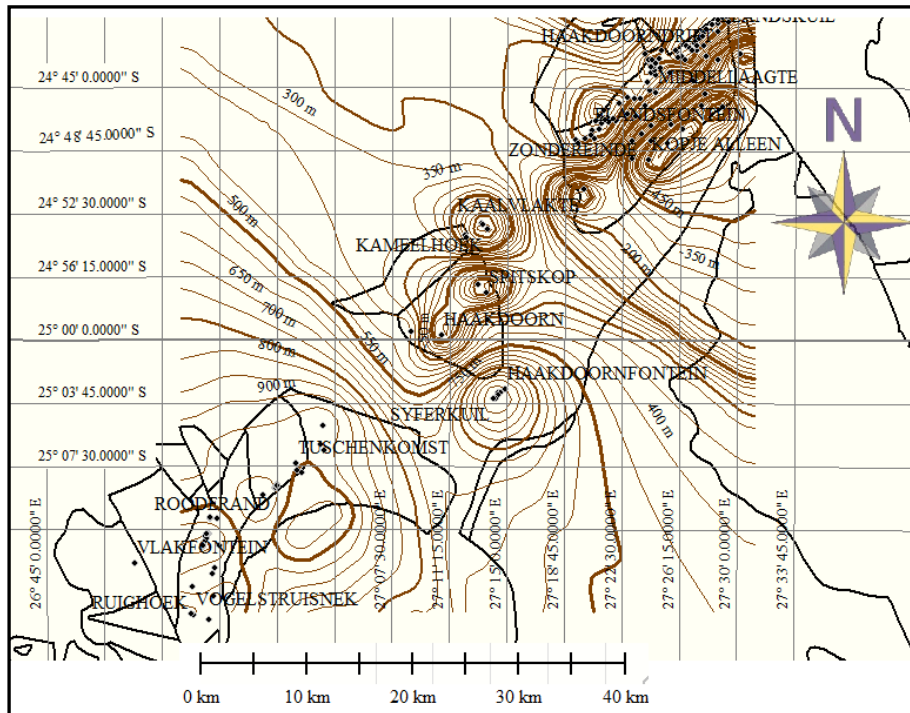 ANDSKUIL
HAAKDOORNDRIFT
24° 45' 0.0000" S
MIDDELLAAGTE
300 m
N
ELANDSFONTEIN
24° 48' 45.0000" S
ZONDEREINDE
KOPJE ALLEEN
350 m
24° 52' 30.0000" S
500 m
KAALVLAKTE
450 m
KAMEELHOEK
200 m
-350 m
24° 56' 15.0000" S
650 m
SPITSKOP
700 m
25° 00' 0.0000" S
HAAKDOORN
550 m
800 m
900 m
HAAKDOORNFONTEIN
25° 03' 45.0000" S
SYFERKUIL
400 m
TUSCHENKOMST
25° 07' 30.0000" S
ROODERAND
VLAKFONTEIN
RUIGHOEK
VOGELSTRUISNEK
26° 45' 0.0000" E
27° 07' 30.0000" E
27° 11' 15.0000" E
27° 15' 0.0000" E
27° 18' 45.0000" E
27° 22' 30.0000" E
27° 26' 15.0000" E
27° 30' 0.0000" E
27° 33' 45.0000" E
0 km 10 km 20 km 30 km 40 km